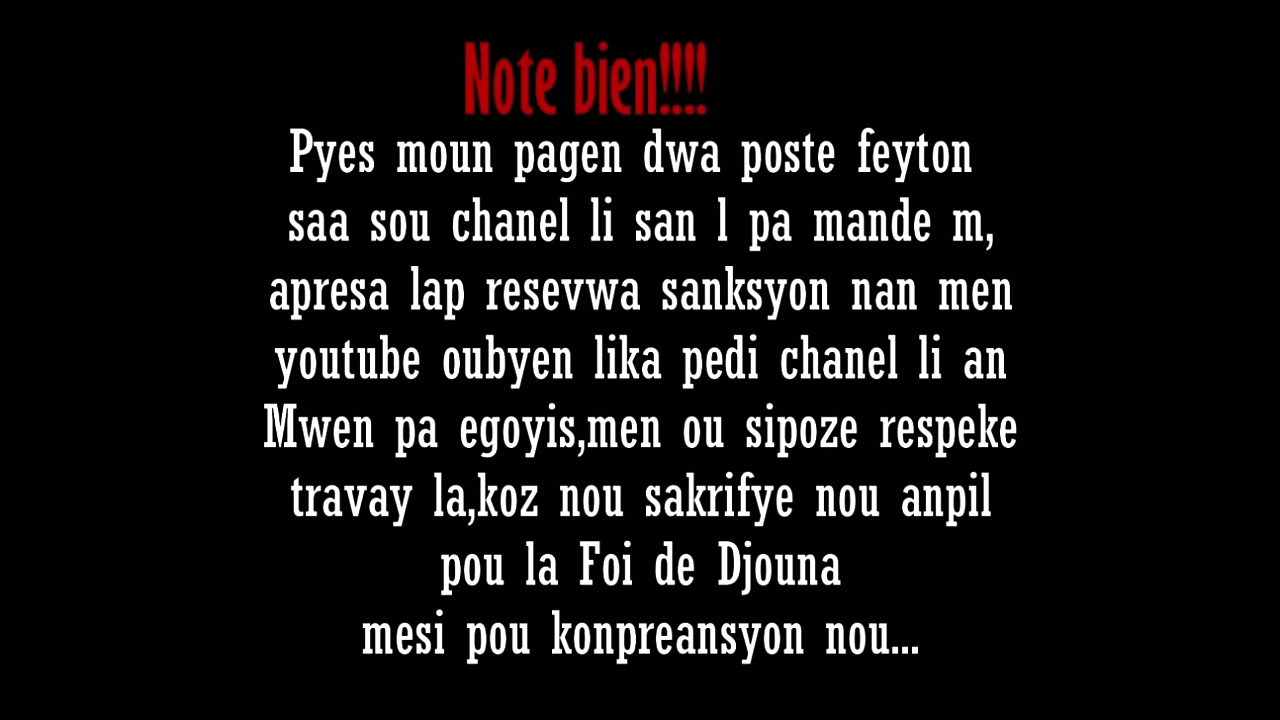 Note bien!!!!
Pyes moun pagen dwa poste feyton
saa sou chanel li san l pa mande m,
apresa lap resevwa sanksyon nan men
youtube oubyen lika pedi chanel li an
Mwen pa egoyis,men ou sipoze respeke
travay la,koz nou sakrifye nou anpil
pou la Foi de Djouna
mesi pou konpreansyon nou...